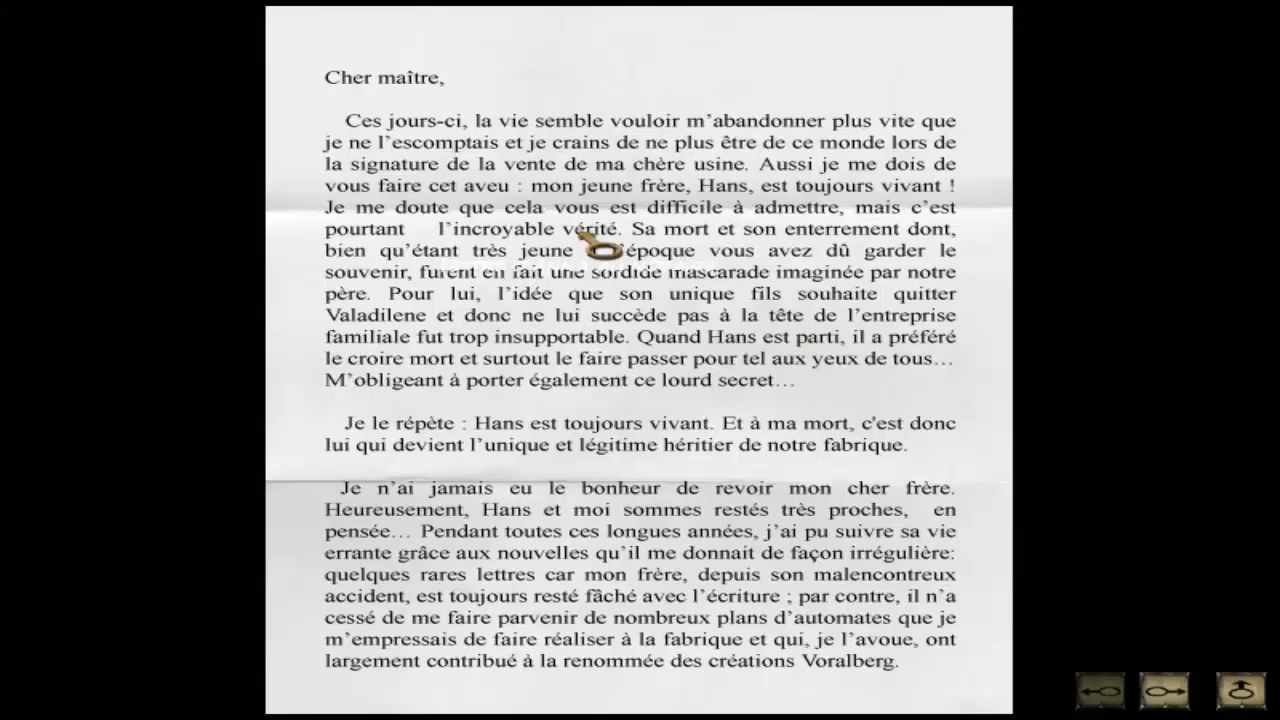 Cher maître,
Ces jours-ci, la vie semble vouloir m’abandonner plus vite que
je ne l’escomptais et je crains de ne plus être de ce monde lors de
la signature de la vente de ma chère usine. Aussi je me dois de
vous faire cet aveu : mon jeune frère, Hans, est toujours vivant !
Je me doute que cela vous est difficile à admettre, mais c’est
pourtant l’incroyable vérité. Sa mort et son enterrement dont,
bien qu’étant très jeune époque vous avez dû garder le
souvenir, furent en fait une sordide mascarade imaginée par notre
père. Pour lui, l’idée que son unique fils souhaite quitter
Valadilene et donc ne lui succède pas à la tête de l’entreprise
familiale fut trop insupportable. Quand Hans est parti, il a préféré
le croire mort et surtout le faire passer pour tel aux yeux de tous…
M’obligeant à porter également ce lourd secret…
Je le répète : Hans est toujours vivant. Et à ma mort, c'est donc
lui qui devient l’unique et légitime héritier de notre fabrique.
Je n’ai jamais eu le bonheur de revoir mon cher frère.
Heureusement, Hans et moi sommes restés très proches, en
pensée… Pendant toutes ces longues années, j’ai pu suivre sa vie
errante grâce aux nouvelles qu’il me donnait de façon irrégulière:
quelques rares lettres car mon frère, depuis son malencontreux
accident, est toujours resté fâché avec l’écriture ; par contre, il n’a
cessé de me faire parvenir de nombreux plans d’automates que je
m’empressais de faire réaliser à la fabrique et qui, je l’avoue, ont
largement contribué à la renommée des créations Voralberg.